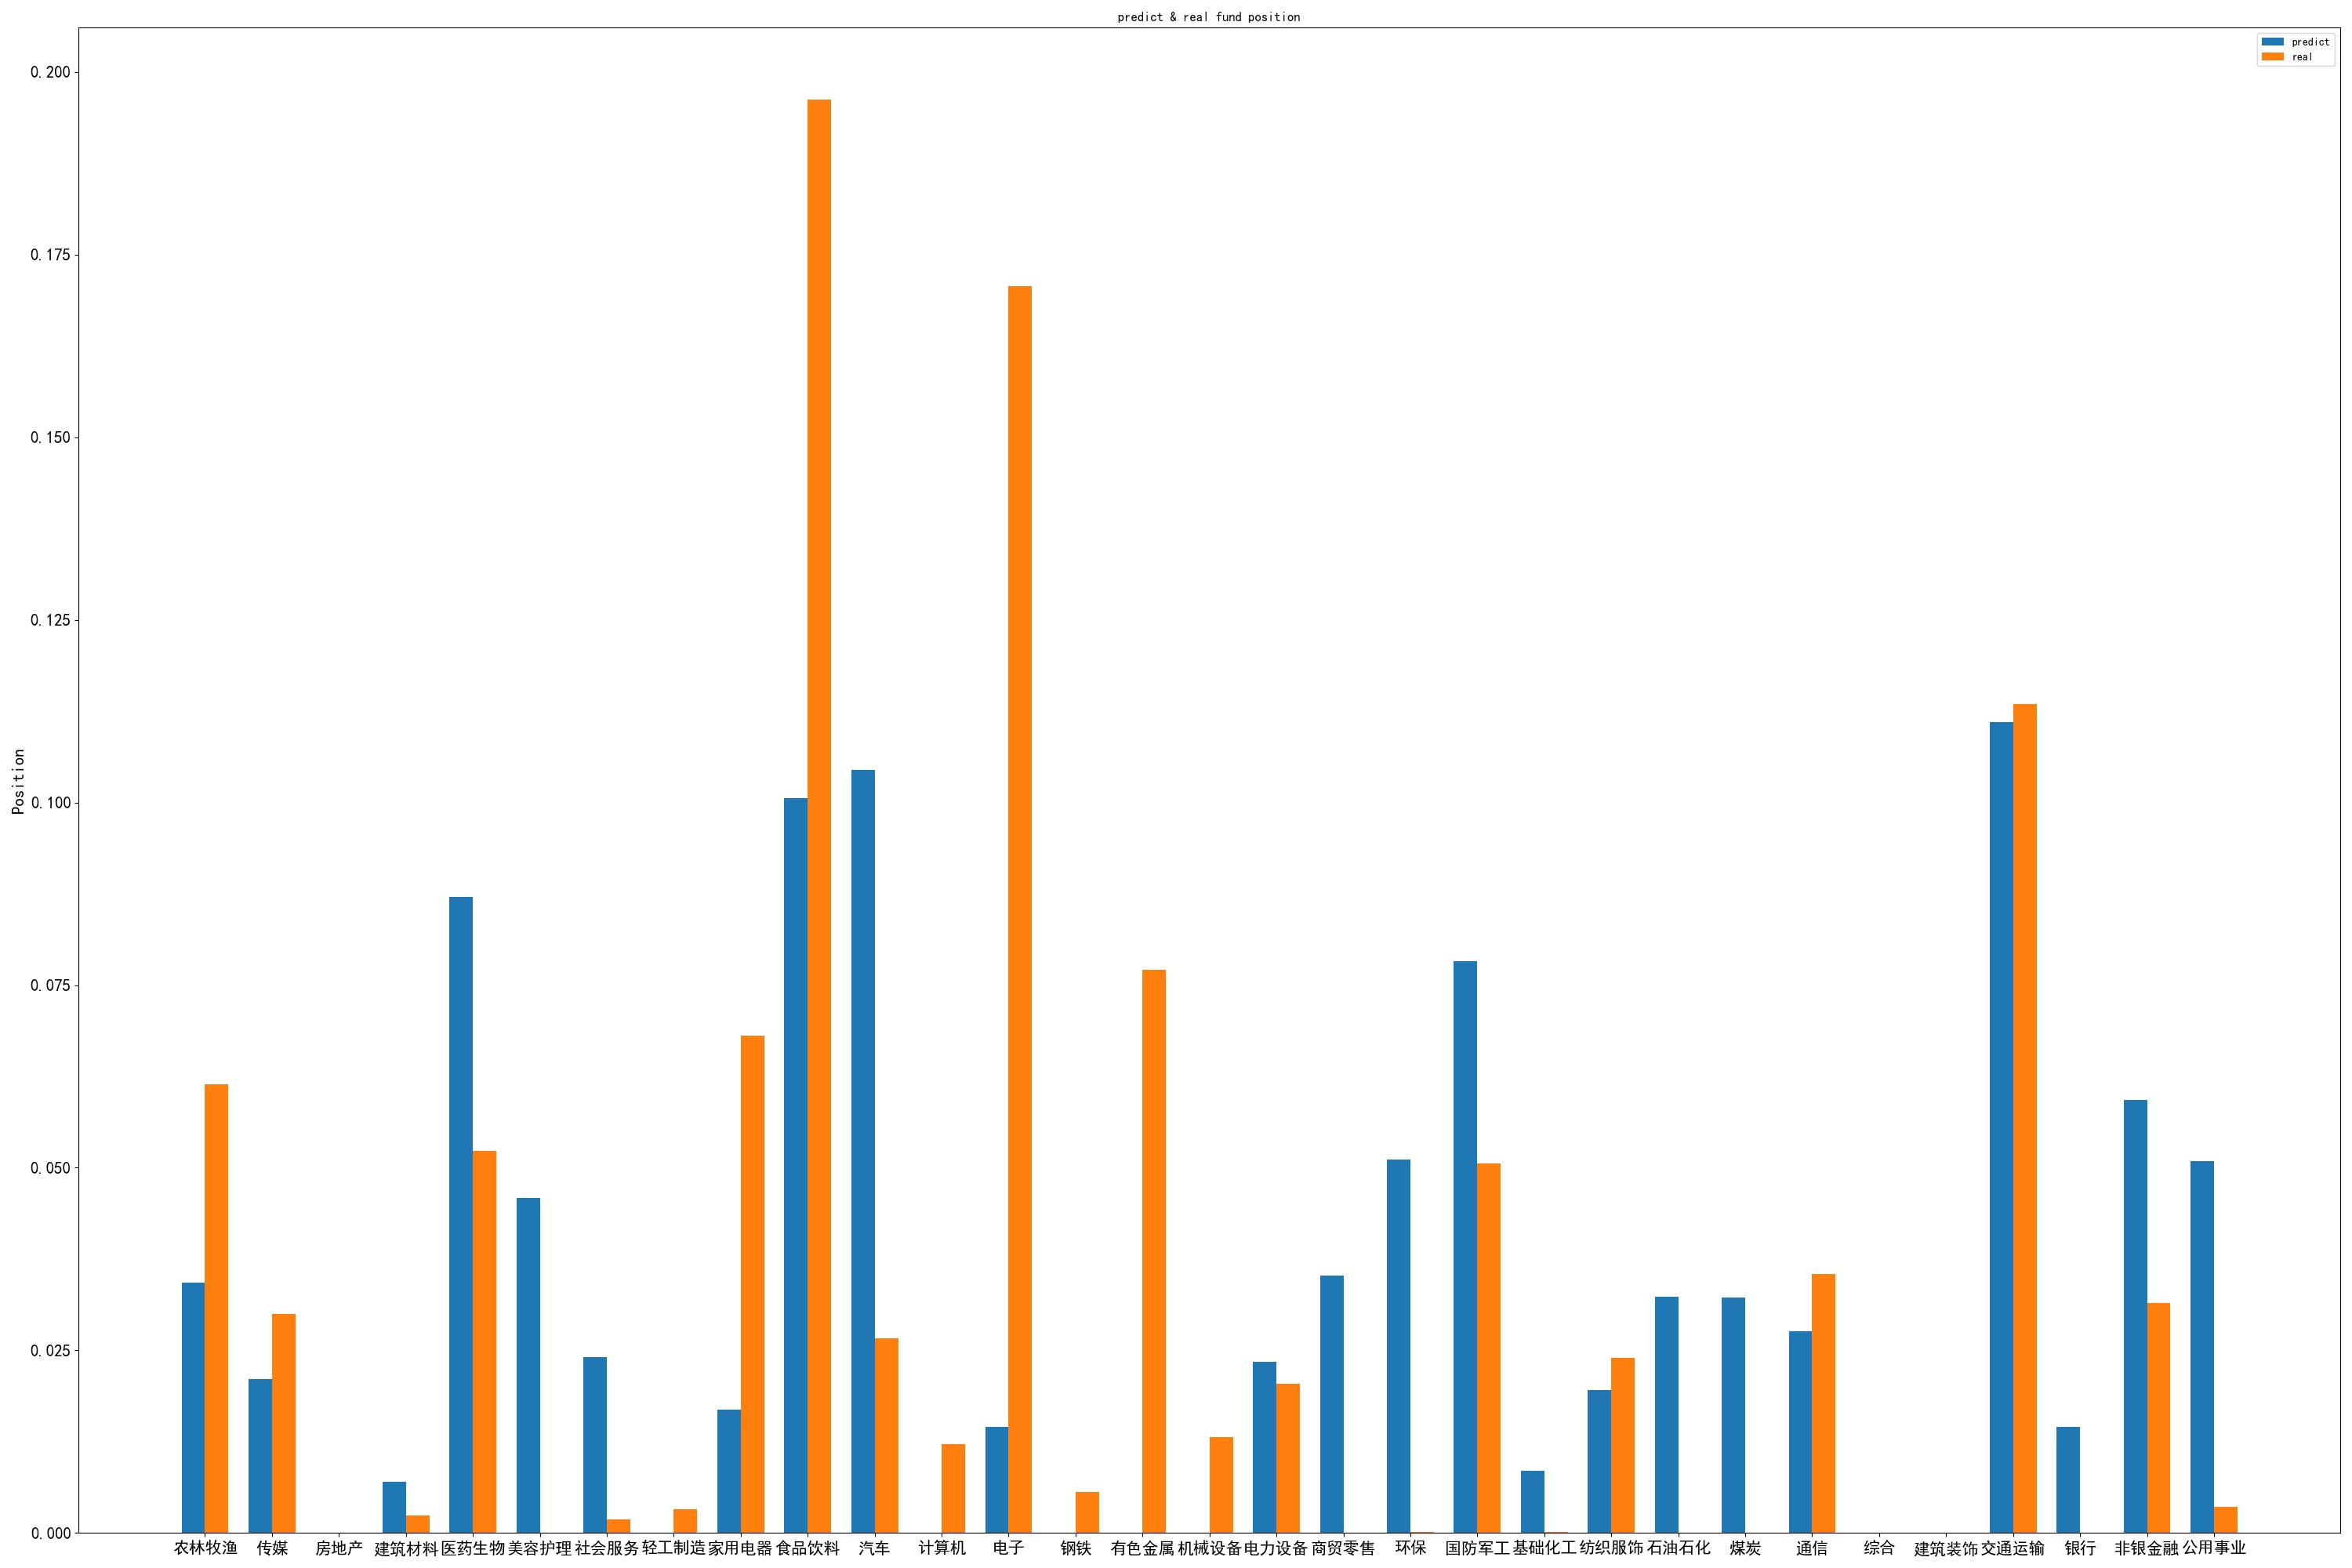 predict & real fund position
predict
real
0.200
0.175
0.150
0.125
0.100
0.075
0.050
0.025
0.000
Position
农林牧渔 传媒 房地产 建筑材料 医药生物 美容护理 社会服务 轻工制造 家用电器 食品饮料 汽车 计算机 电子 钢铁 有色金属 机械设备 电力设备 商贸零售 环保 国防军工 基础化工 纺织服饰 石油石化 煤炭 通信 综合 建筑装饰 交通运输 银行 非银金融 公用事业